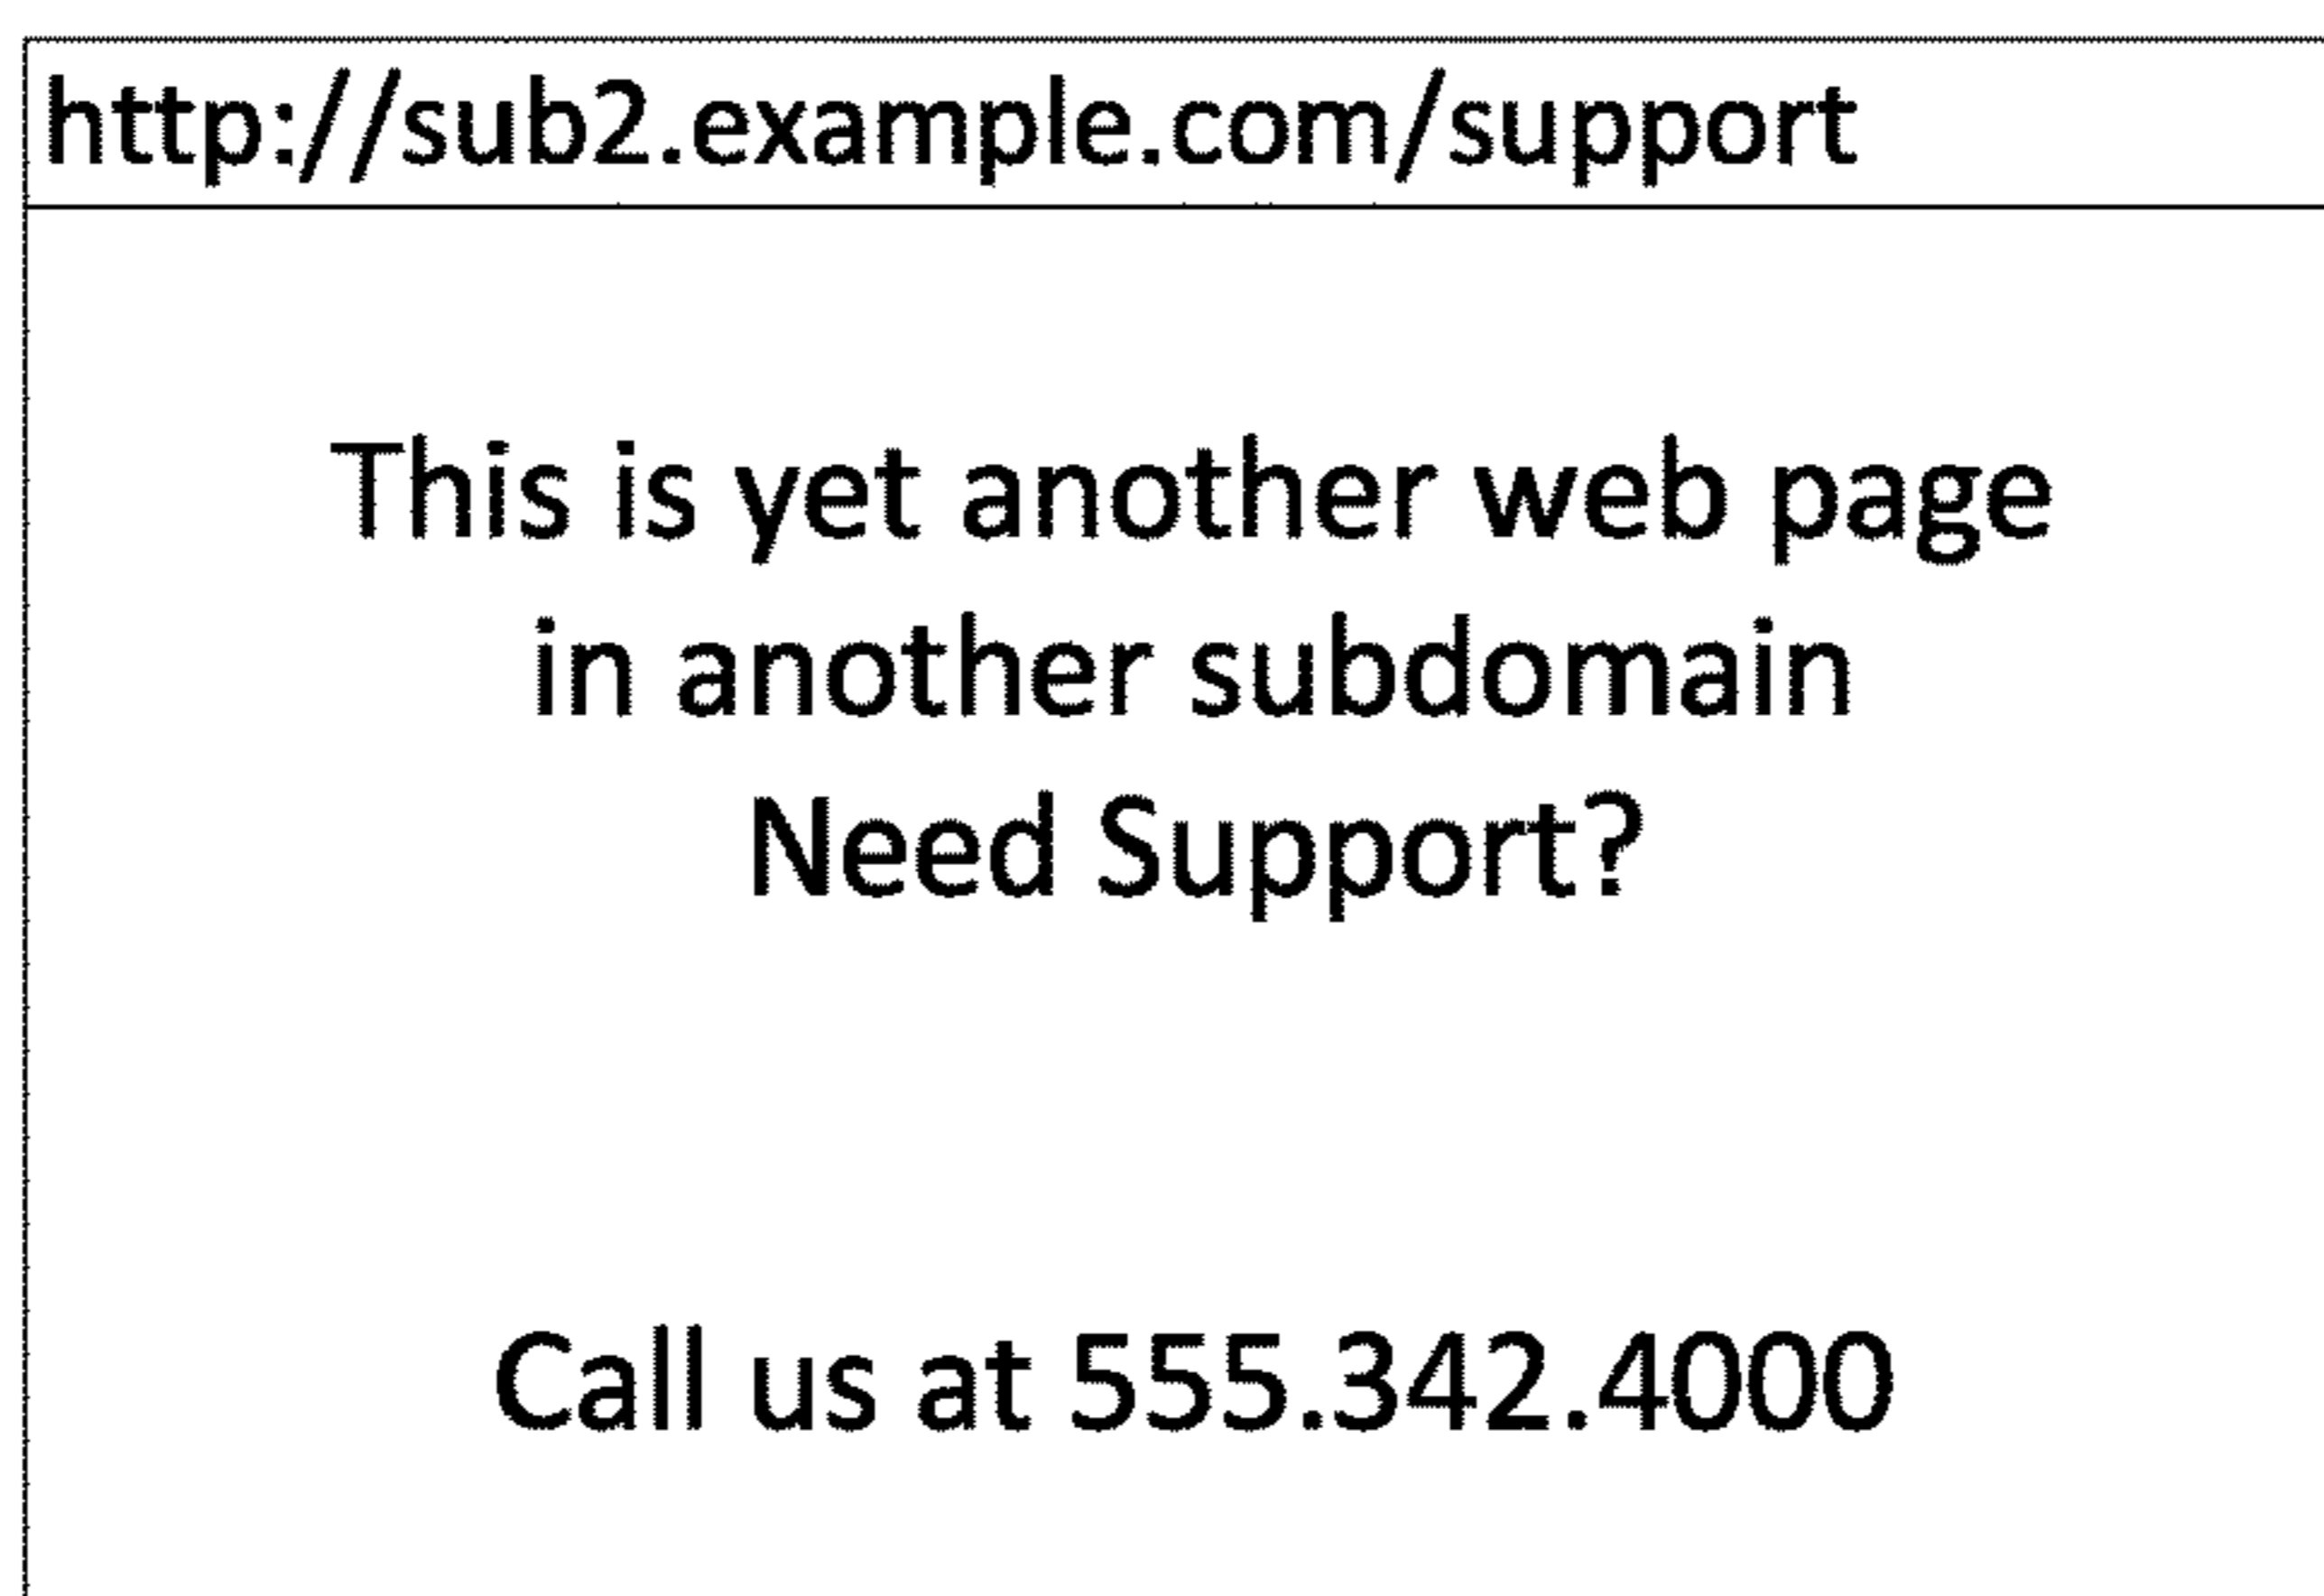 http://sub2.example.com/support
This is yet another web page
in another subdomain
Need Support?
Call us at 555.342.4000